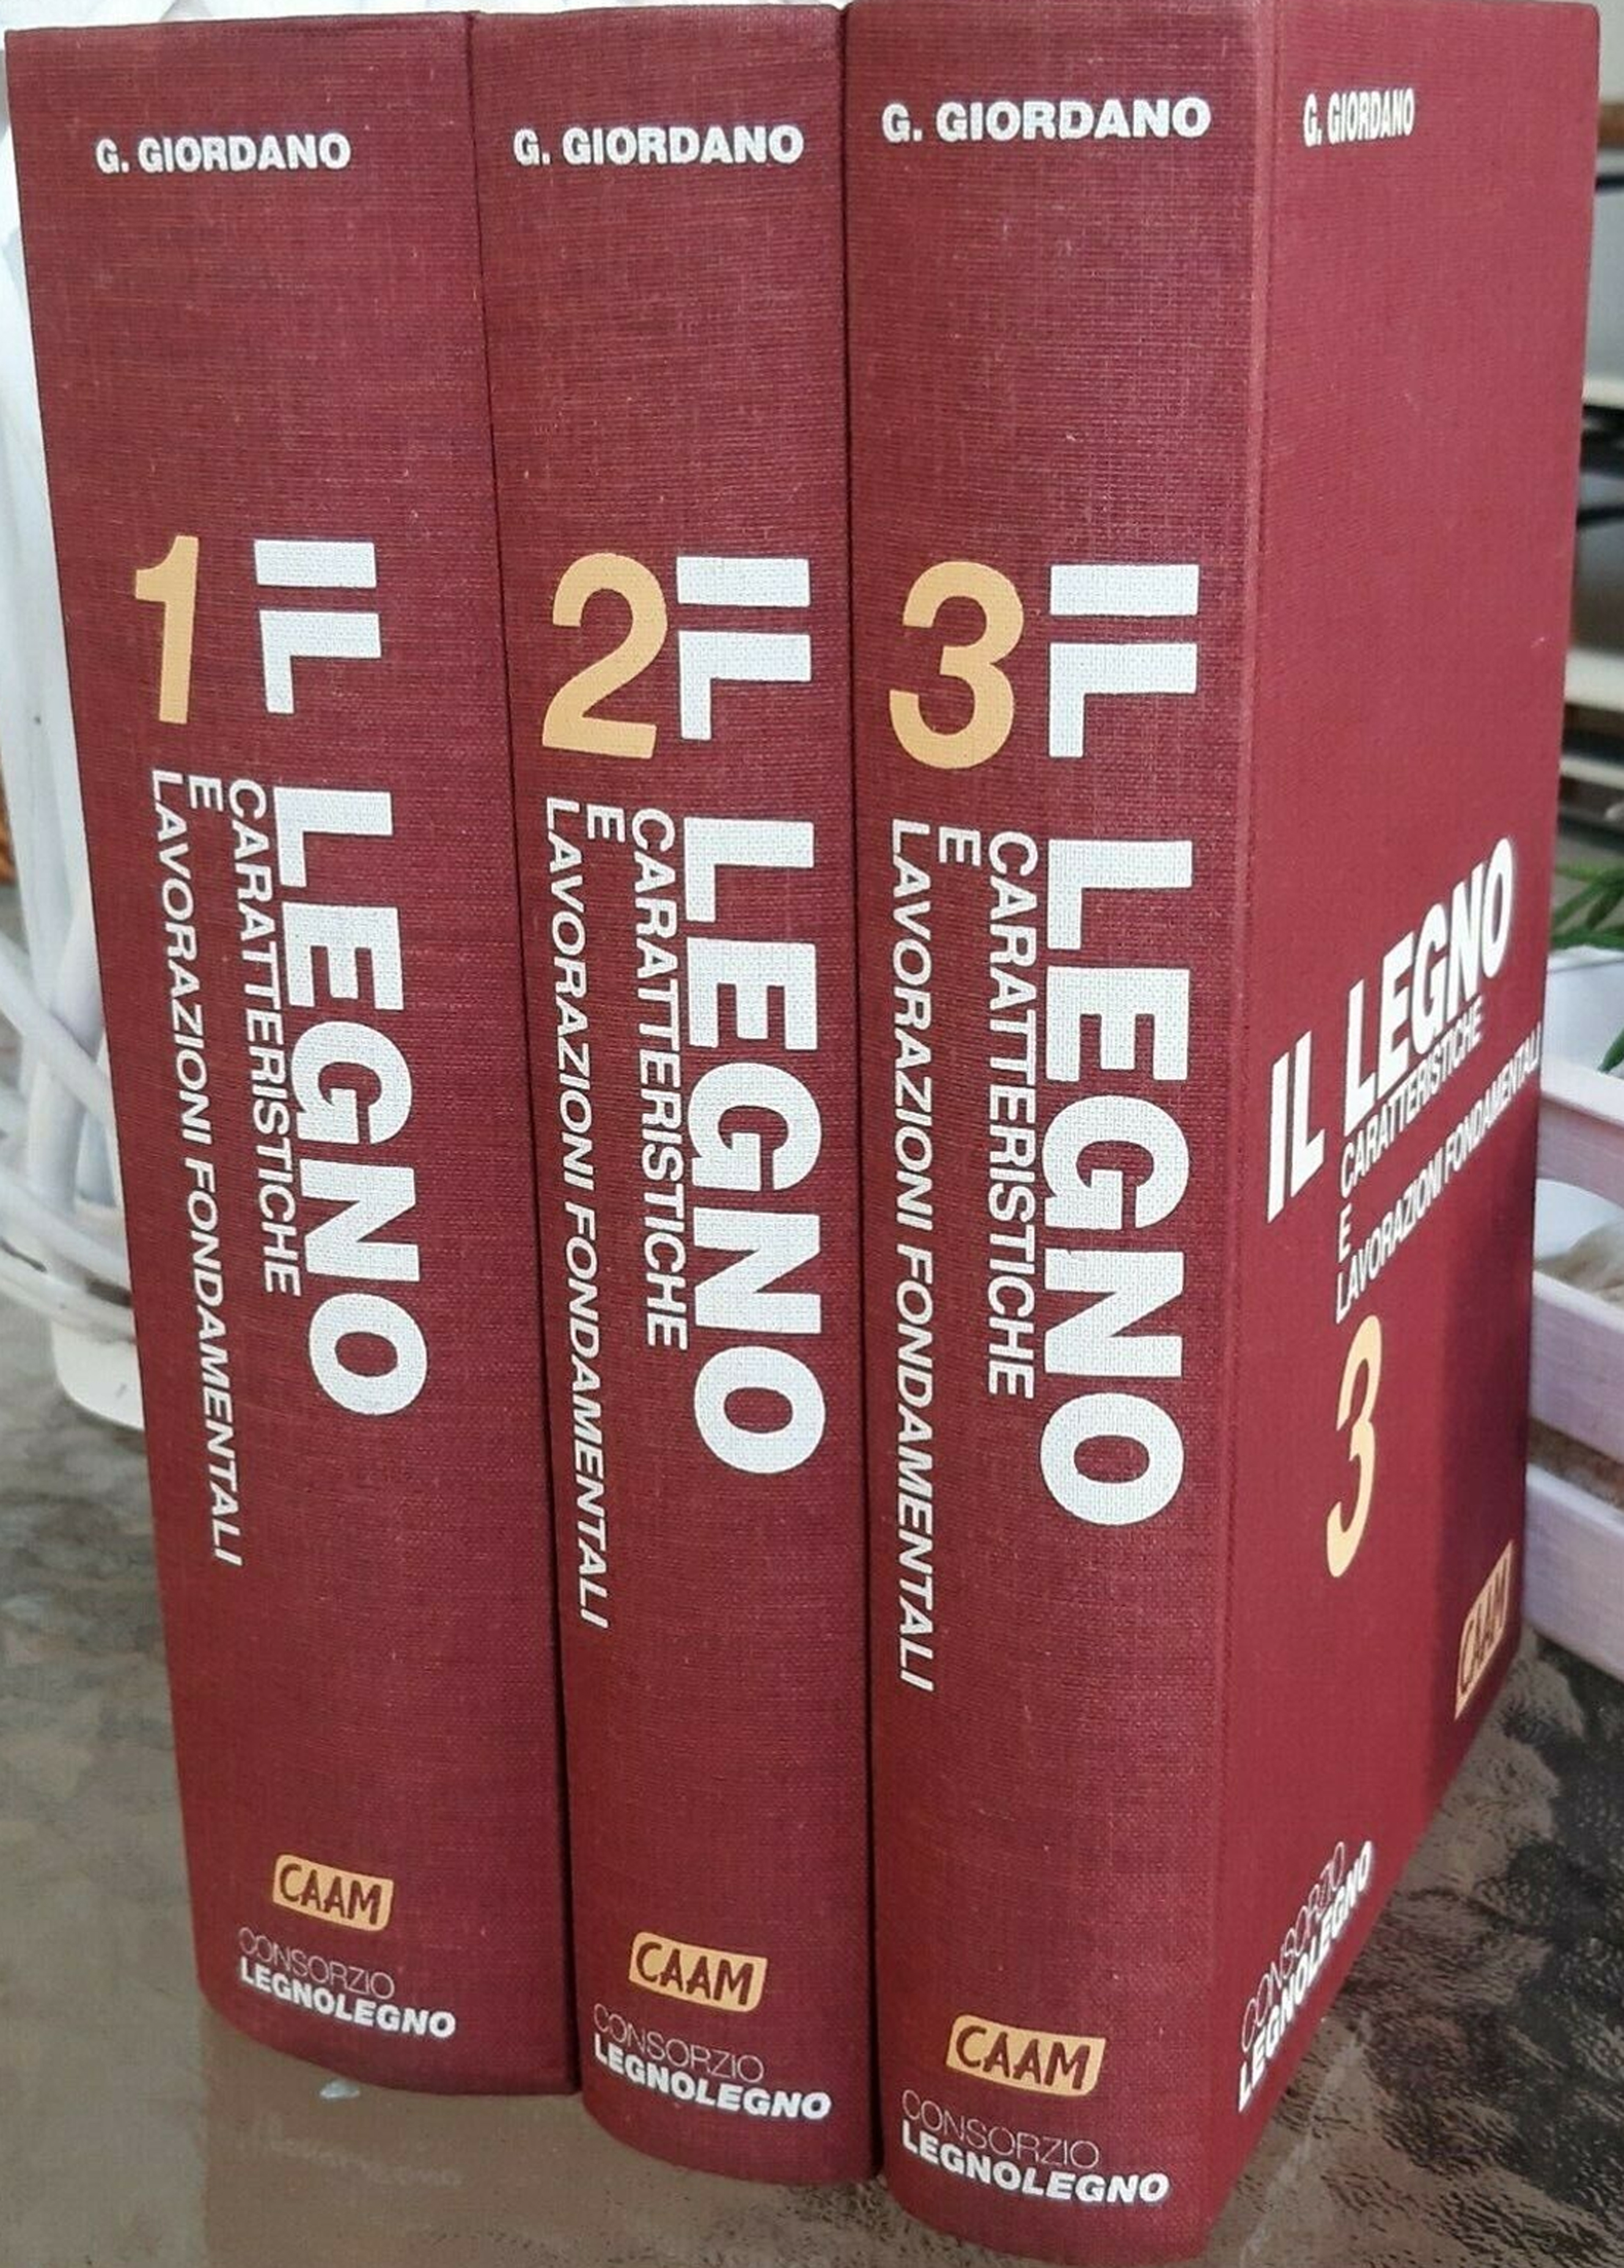 G. GIORDANO
1
IL LEGNO
CARATTERISTICHE
E
LAVORAZIONI FONDAMENTALI
CAAM
CONSORZIO
LEGNOLEGNO
G. GIORDANO
2
IL LEGNO
CARATTERISTICHE
E
LAVORAZIONI FONDAMENTALI
CAAM
CONSORZIO
LEGNOLEGNO
G. GIORDANO
3
IL LEGNO
CARATTERISTICHE
E
LAVORAZIONI FONDAMENTALI
CAAM
CONSORZIO
LEGNOLEGNO
G. GIORDANO
IL LEGNO
CARATTERISTICHE
E
LAVORAZIONI FONDAMENTALI
3
CAAM
CONSORZIO
LEGNOLEGNO